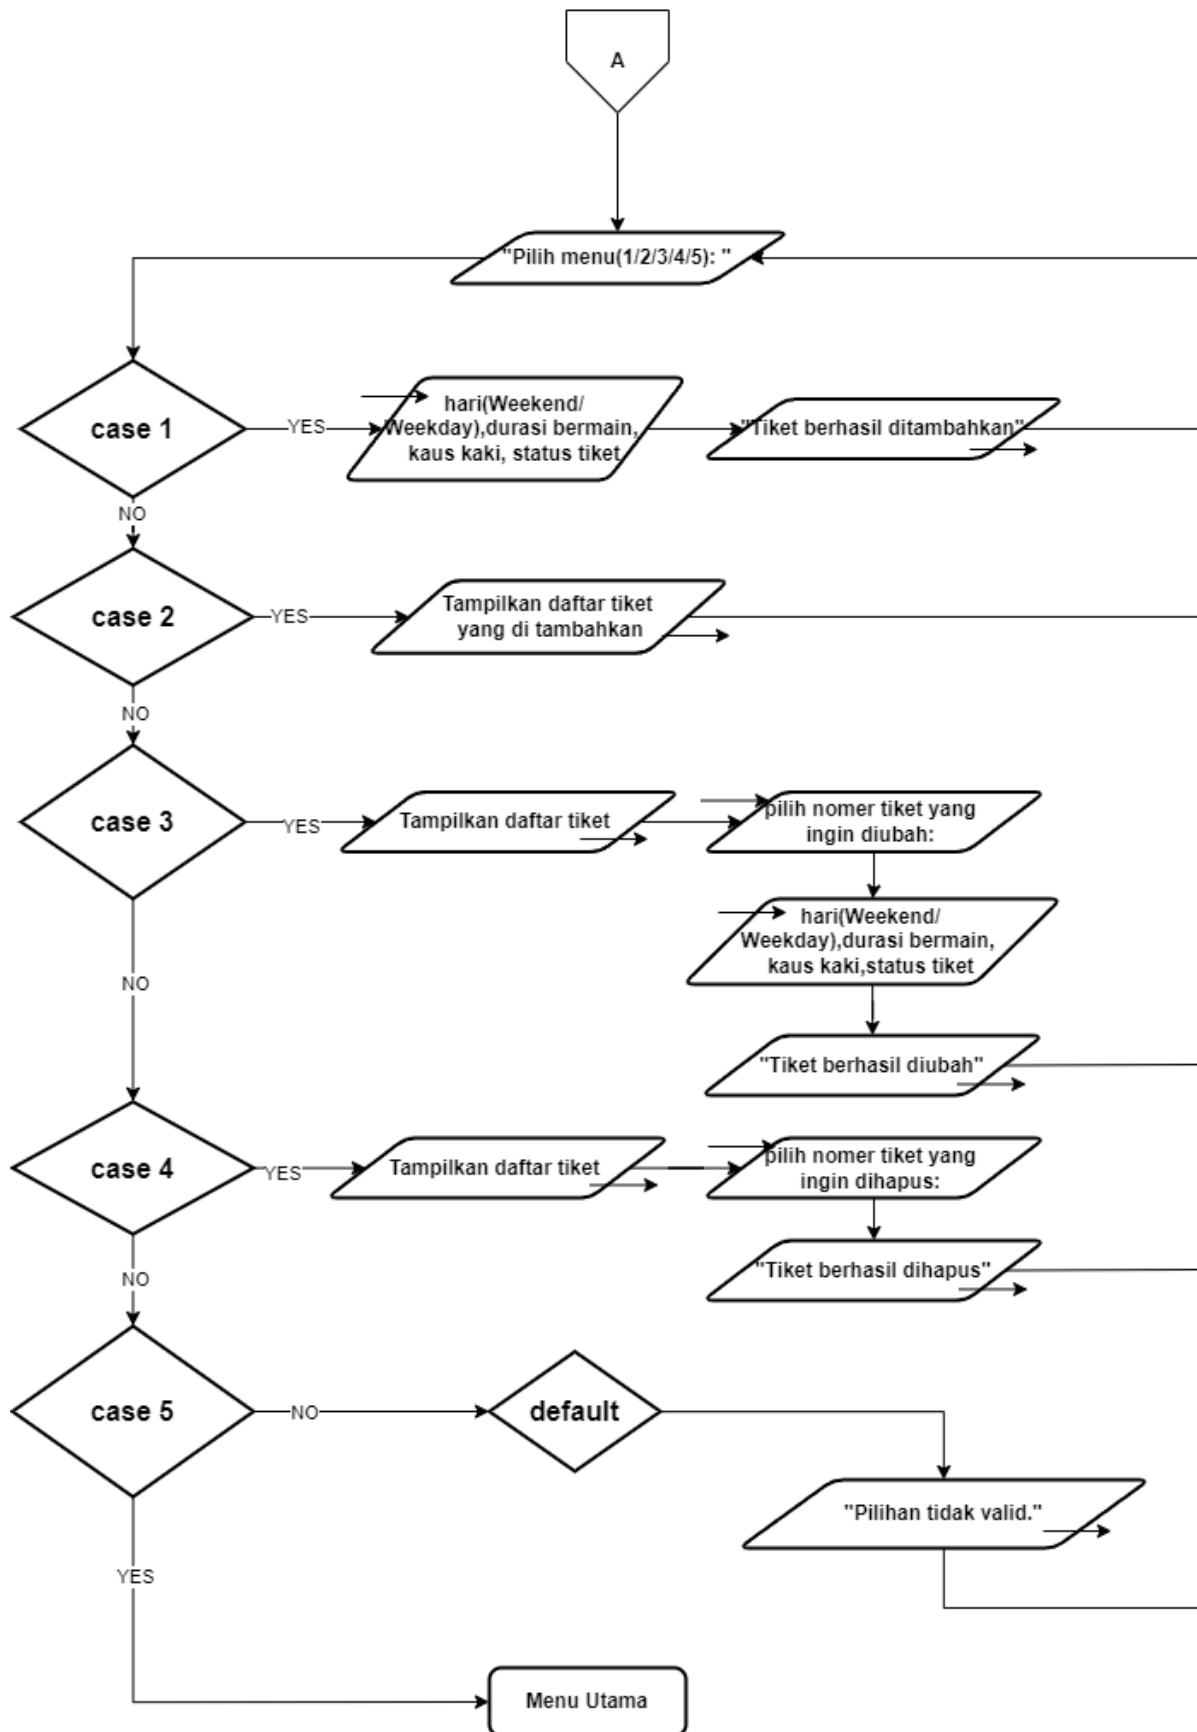 A
"Pilih menu(1/2/3/4/5): "
case 1
YES
hari(Weekend/
Weekday),durasi bermain,
kaus kaki, status tiket
"Tiket berhasil ditambahkan"
NO
case 2
YES
Tampilkan daftar tiket
yang di tambahkan
NO
case 3
YES
Tampilkan daftar tiket
pilih nomer tiket yang
ingin diubah:
hari(Weekend/
Weekday),durasi bermain,
kaus kaki,status tiket
"Tiket berhasil diubah"
NO
case 4
YES
Tampilkan daftar tiket
pilih nomer tiket yang
ingin dihapus:
"Tiket berhasil dihapus"
NO
case 5
NO
default
"Pilihan tidak valid."
YES
Menu Utama